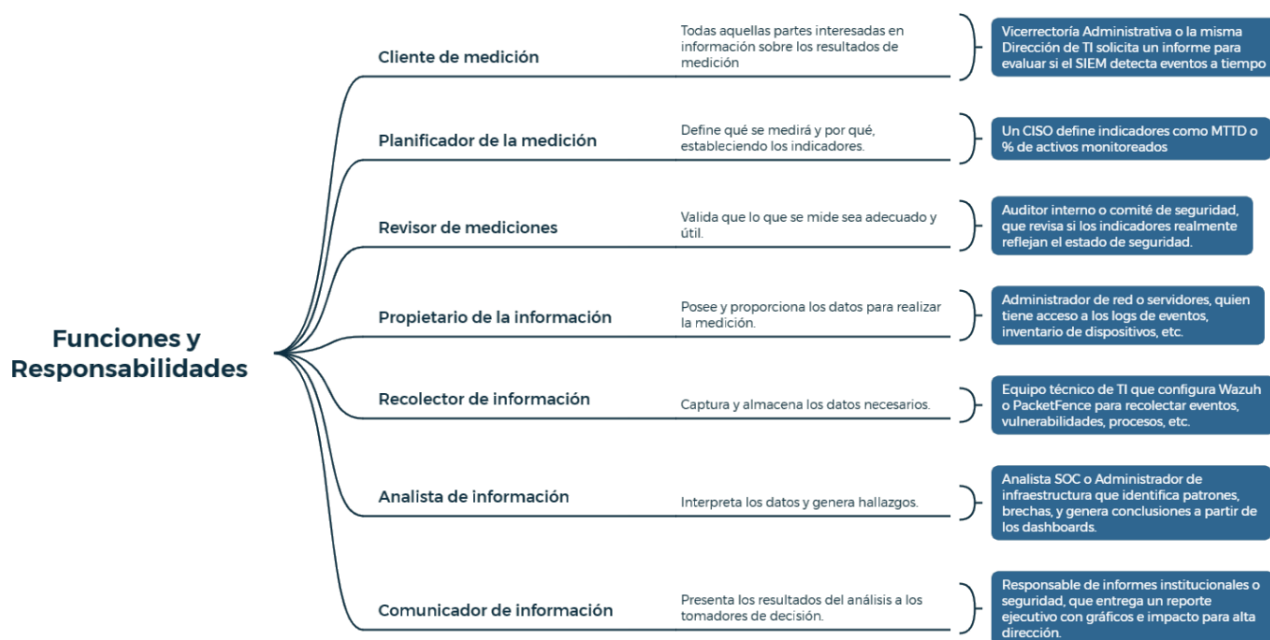 Funciones y
Responsabilidades
Cliente de medición
Todas aquellas partes interesadas en
información sobre los resultados de
medición
Vicerrectoría Administrativa o la misma
Dirección de TI solicita un informe para
evaluar si el SIEM detecta eventos a tiempo
Planificador de la medición
Define qué se medirá y por qué,
estableciendo los indicadores.
Un CISO define indicadores como MTTD o
% de activos monitoreados
Revisor de mediciones
Valida que lo que se mide sea adecuado y
útil.
Auditor interno o comité de seguridad,
que revisa si los indicadores realmente
reflejan el estado de seguridad.
Propietario de la información
Posee y proporciona los datos para realizar
la medición.
Administrador de red o servidores, quien
tiene acceso a los logs de eventos,
inventario de dispositivos, etc.
Recolector de información
Captura y almacena los datos necesarios.
Equipo técnico de TI que configura Wazuh
o PacketFence para recolectar eventos,
vulnerabilidades, procesos, etc.
Analista de información
Interpreta los datos y genera hallazgos.
Analista SOC o Administrador de
infraestructura que identifica patrones,
brechas, y genera conclusiones a partir de
los dashboards.
Comunicador de información
Presenta los resultados del análisis a los
tomadores de decisión.
Responsable de informes institucionales o
seguridad, que entrega un reporte
ejecutivo con gráficos e impacto para alta
dirección.